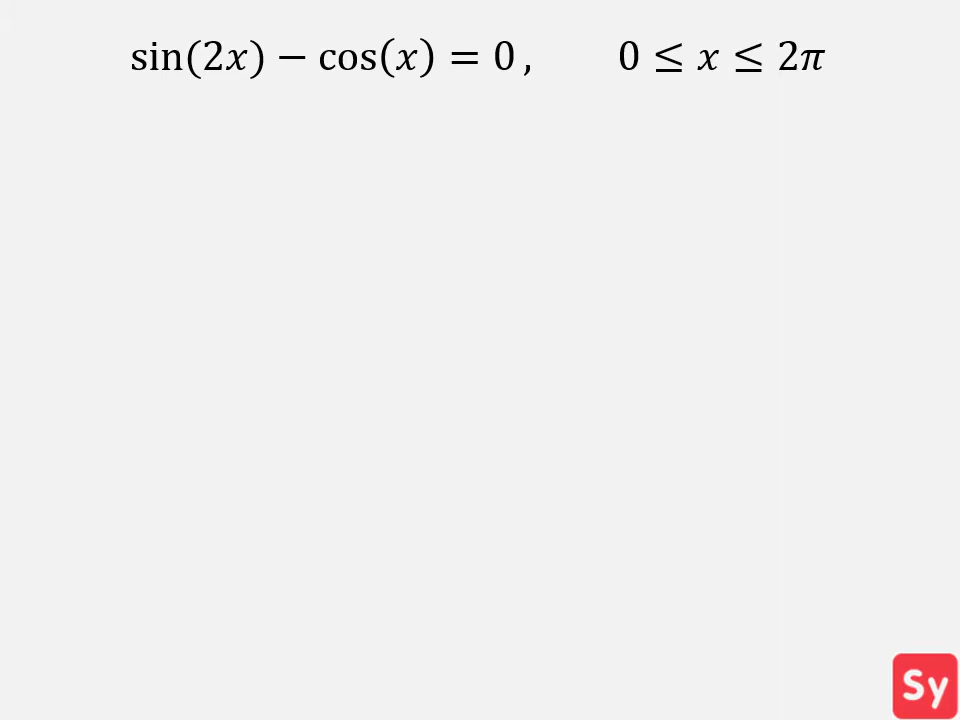 sin(2x) − cos(x) = 0 , 0 ≤ x ≤ 2π
Sy